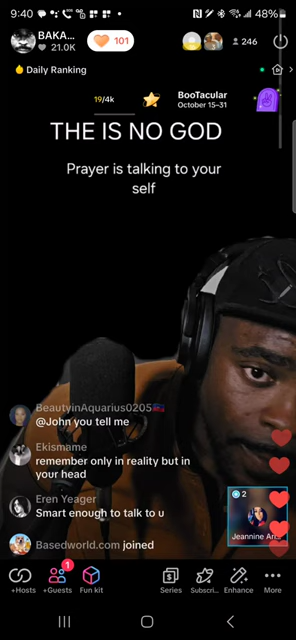 9:40
48%
BAKA...
21.0K
101
246
Daily Ranking
19/4k
BooTacular
October 15–31
THE IS NO GOD
Prayer is talking to your
self
BeautyinAquarius0205
@John you tell me
Ekismame
remember only in reality but in
your head
Eren Yeager
Smart enough to talk to u
2
Jeannine Ar...
Basedworld.com joined
1
+Hosts
+Guests
Fun kit
Series
Subscri...
Enhance
More